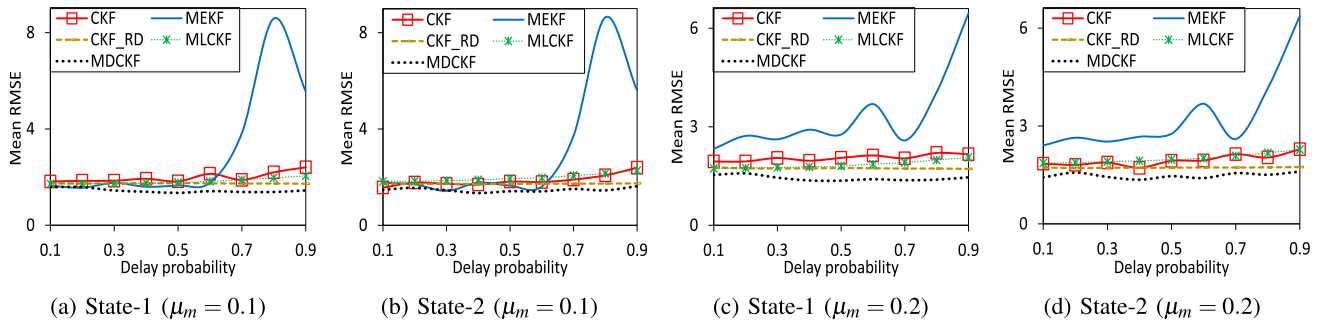 CKF MEKF
CKF_RD MLCKF
MDCKF
Mean RMSE
8
4
0
0.1 0.3 0.5 0.7 0.9
Delay probability
(a) State-1 (μm = 0.1)
CKF MEKF
CKF_RD MLCKF
MDCKF
Mean RMSE
8
4
0
0.1 0.3 0.5 0.7 0.9
Delay probability
(b) State-2 (μm = 0.1)
CKF MEKF
CKF_RD MLCKF
MDCKF
Mean RMSE
6
3
0
0.1 0.3 0.5 0.7 0.9
Delay probability
(c) State-1 (μm = 0.2)
CKF MEKF
CKF_RD MLCKF
MDCKF
Mean RMSE
6
3
0
0.1 0.3 0.5 0.7 0.9
Delay probability
(d) State-2 (μm = 0.2)